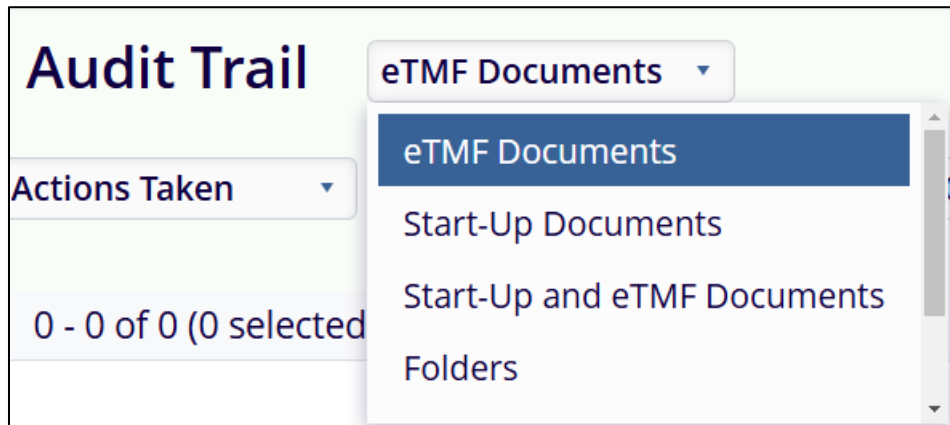 Audit Trail
eTMF Documents
eTMF Documents
Actions Taken
Start-Up Documents
Start-Up and eTMF Documents
0 - 0 of 0 (0 selected
Folders